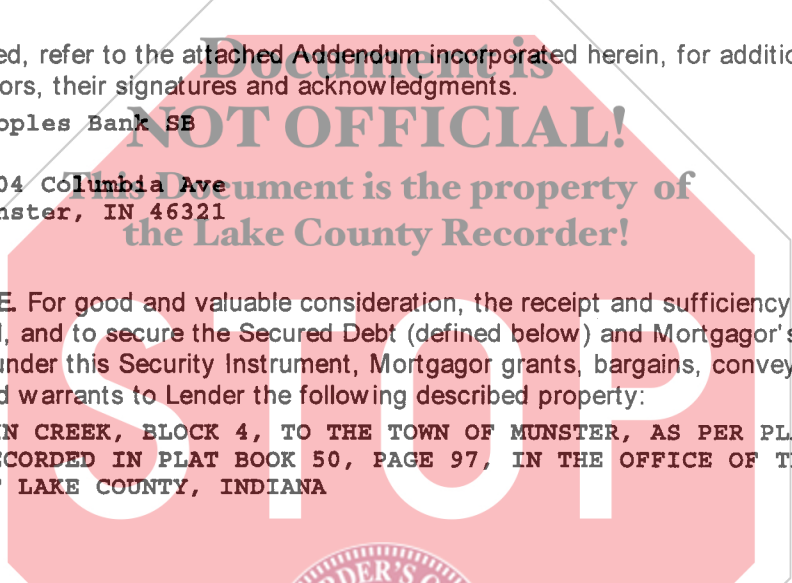 ed, refer to the attached Addendum incorporated herein, for additio
Document is
ors, their signatures and acknowledgments.
NOT OFFICIAL!
oples Bank SB
04 Columbia Ave
This Document is the property of
nster, IN 46321
the Lake County Recorder!
E. For good and valuable consideration, the receipt and sufficiency
, and to secure the Secured Debt (defined below) and Mortgagor's
under this Security Instrument, Mortgagor grants, bargains, convey
d warrants to Lender the following described property:
STOP
IN CREEK, BLOCK 4, TO THE TOWN OF MUNSTER, AS PER PLA
CORDED IN PLAT BOOK 50, PAGE 97, IN THE OFFICE OF T
LAKE COUNTY, INDIANA
DER'S O